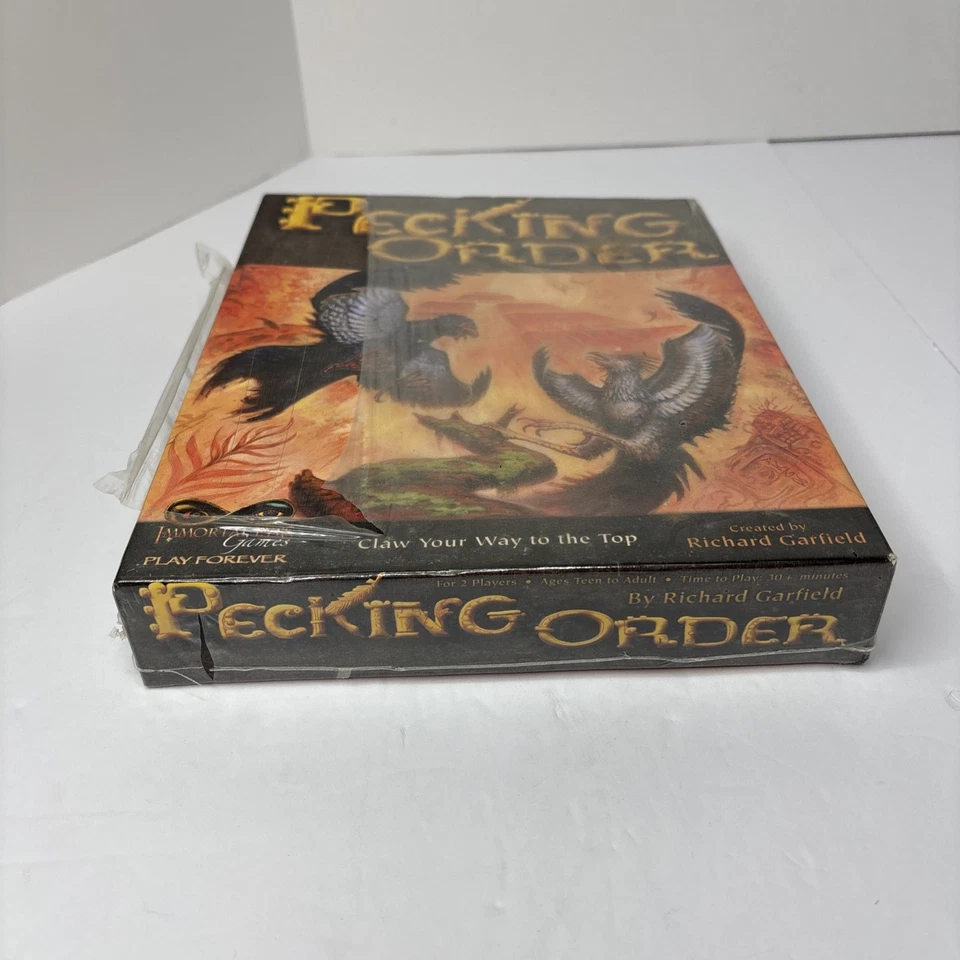 PECKING
ORDER
IMMORTAL EYES
Games
PLAY FOREVER
Claw Your Way to the Top
Created by
Richard Garfield
For 2 Players • Ages Teen to Adult • Time to Play: 30+ minutes
By Richard Garfield
PECKING ORDER